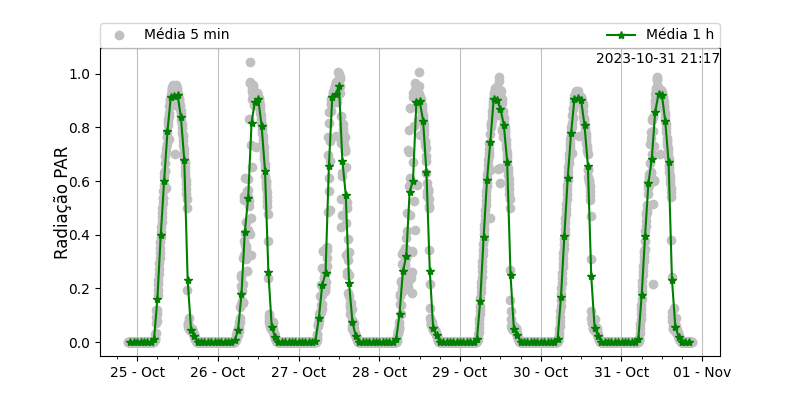 Média 5 min
Média 1 h
2023-10-31 21:17
Radiação PAR
1.0
0.8
0.6
0.4
0.2
0.0
25 - Oct
26 - Oct
27 - Oct
28 - Oct
29 - Oct
30 - Oct
31 - Oct
01 - Nov